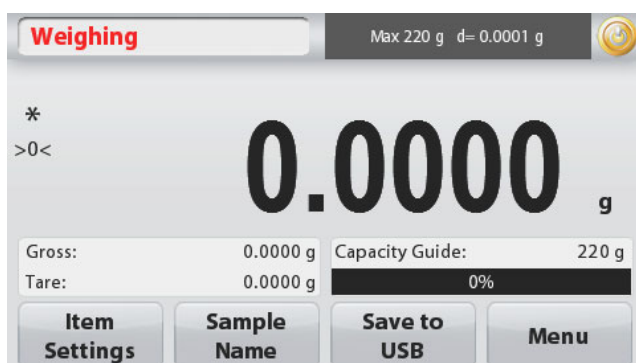 Weighing
Max 220 g d= 0.0001 g
*
>0<
0.0000 g
Gross: 0.0000 g
Tare: 0.0000 g
Capacity Guide: 220 g
0%
Item
Settings
Sample
Name
Save to
USB
Menu